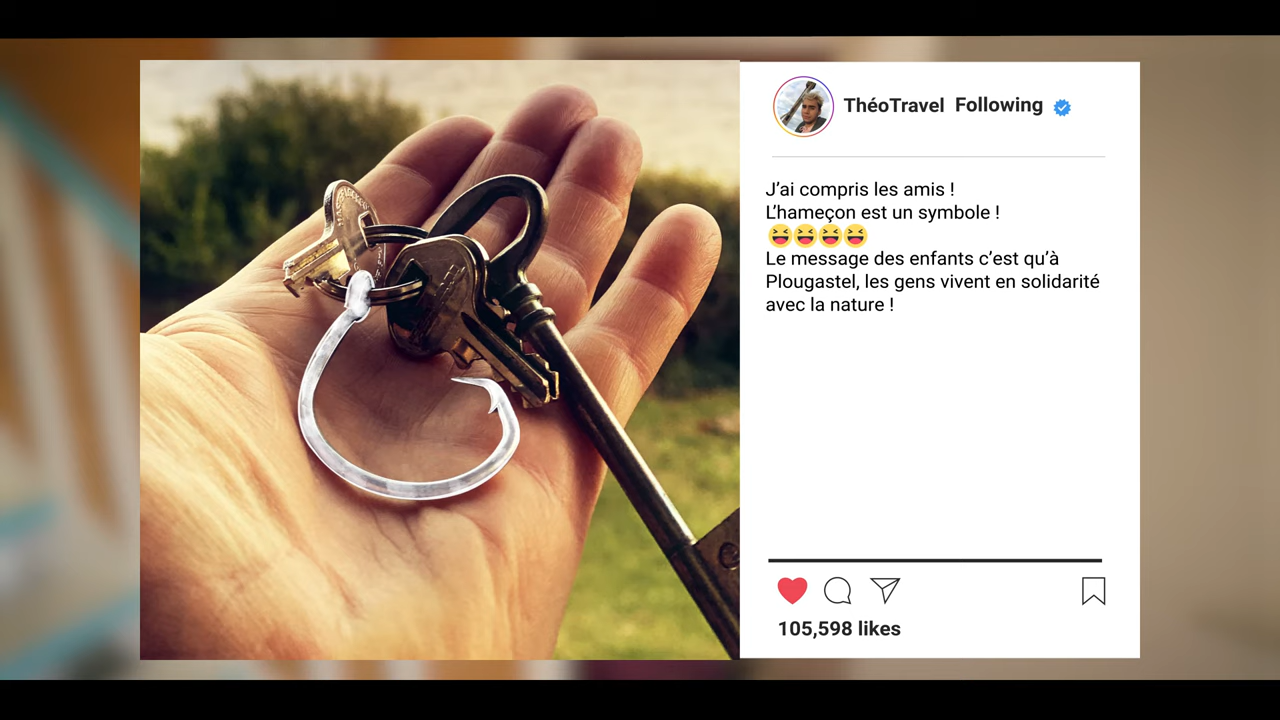 ThéoTravel Following
J’ai compris les amis !
L’hameçon est un symbole !
😆😆😆😆
Le message des enfants c’est qu’à
Plougastel, les gens vivent en solidarité
avec la nature !
105,598 likes